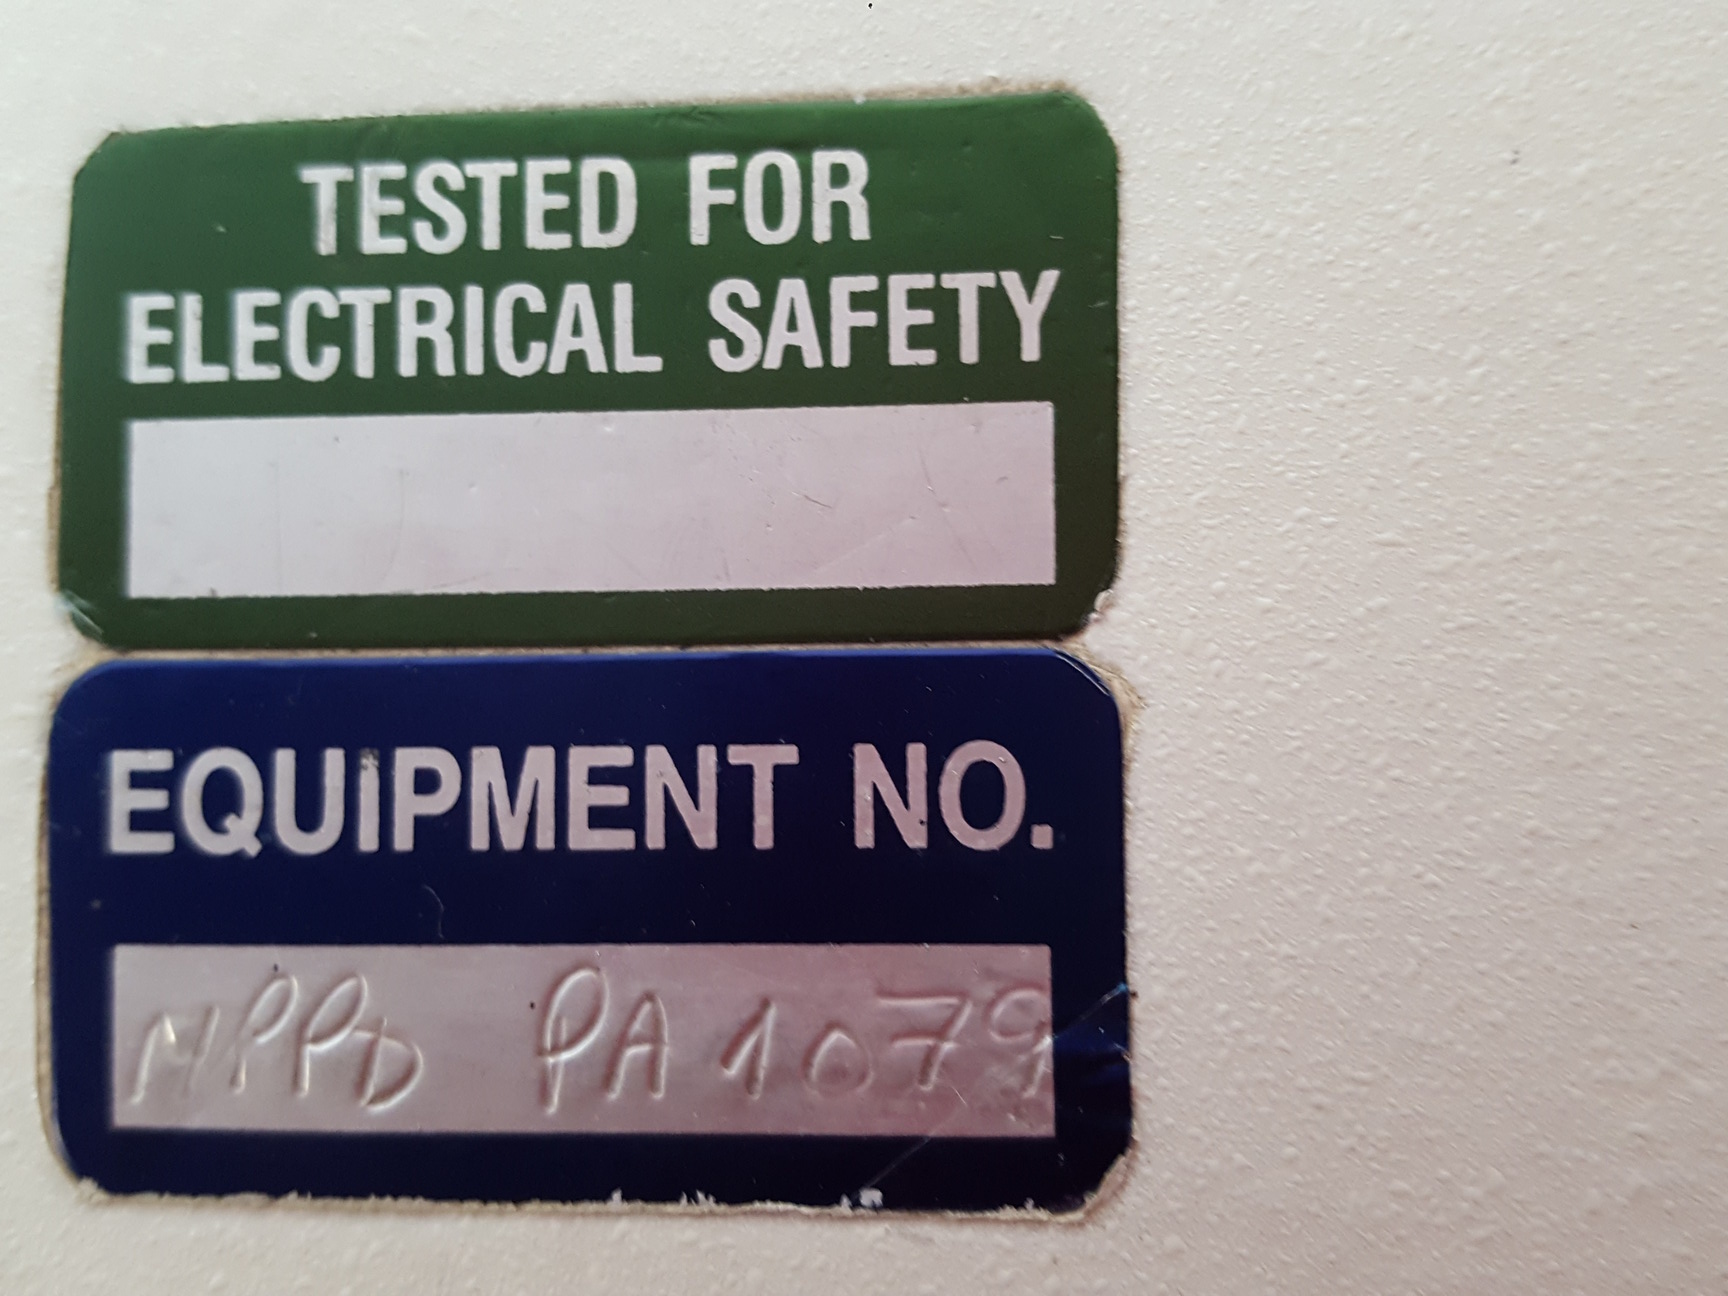 TESTED FOR
ELECTRICAL SAFETY
EQUIPMENT NO.
MPPD PA 1079